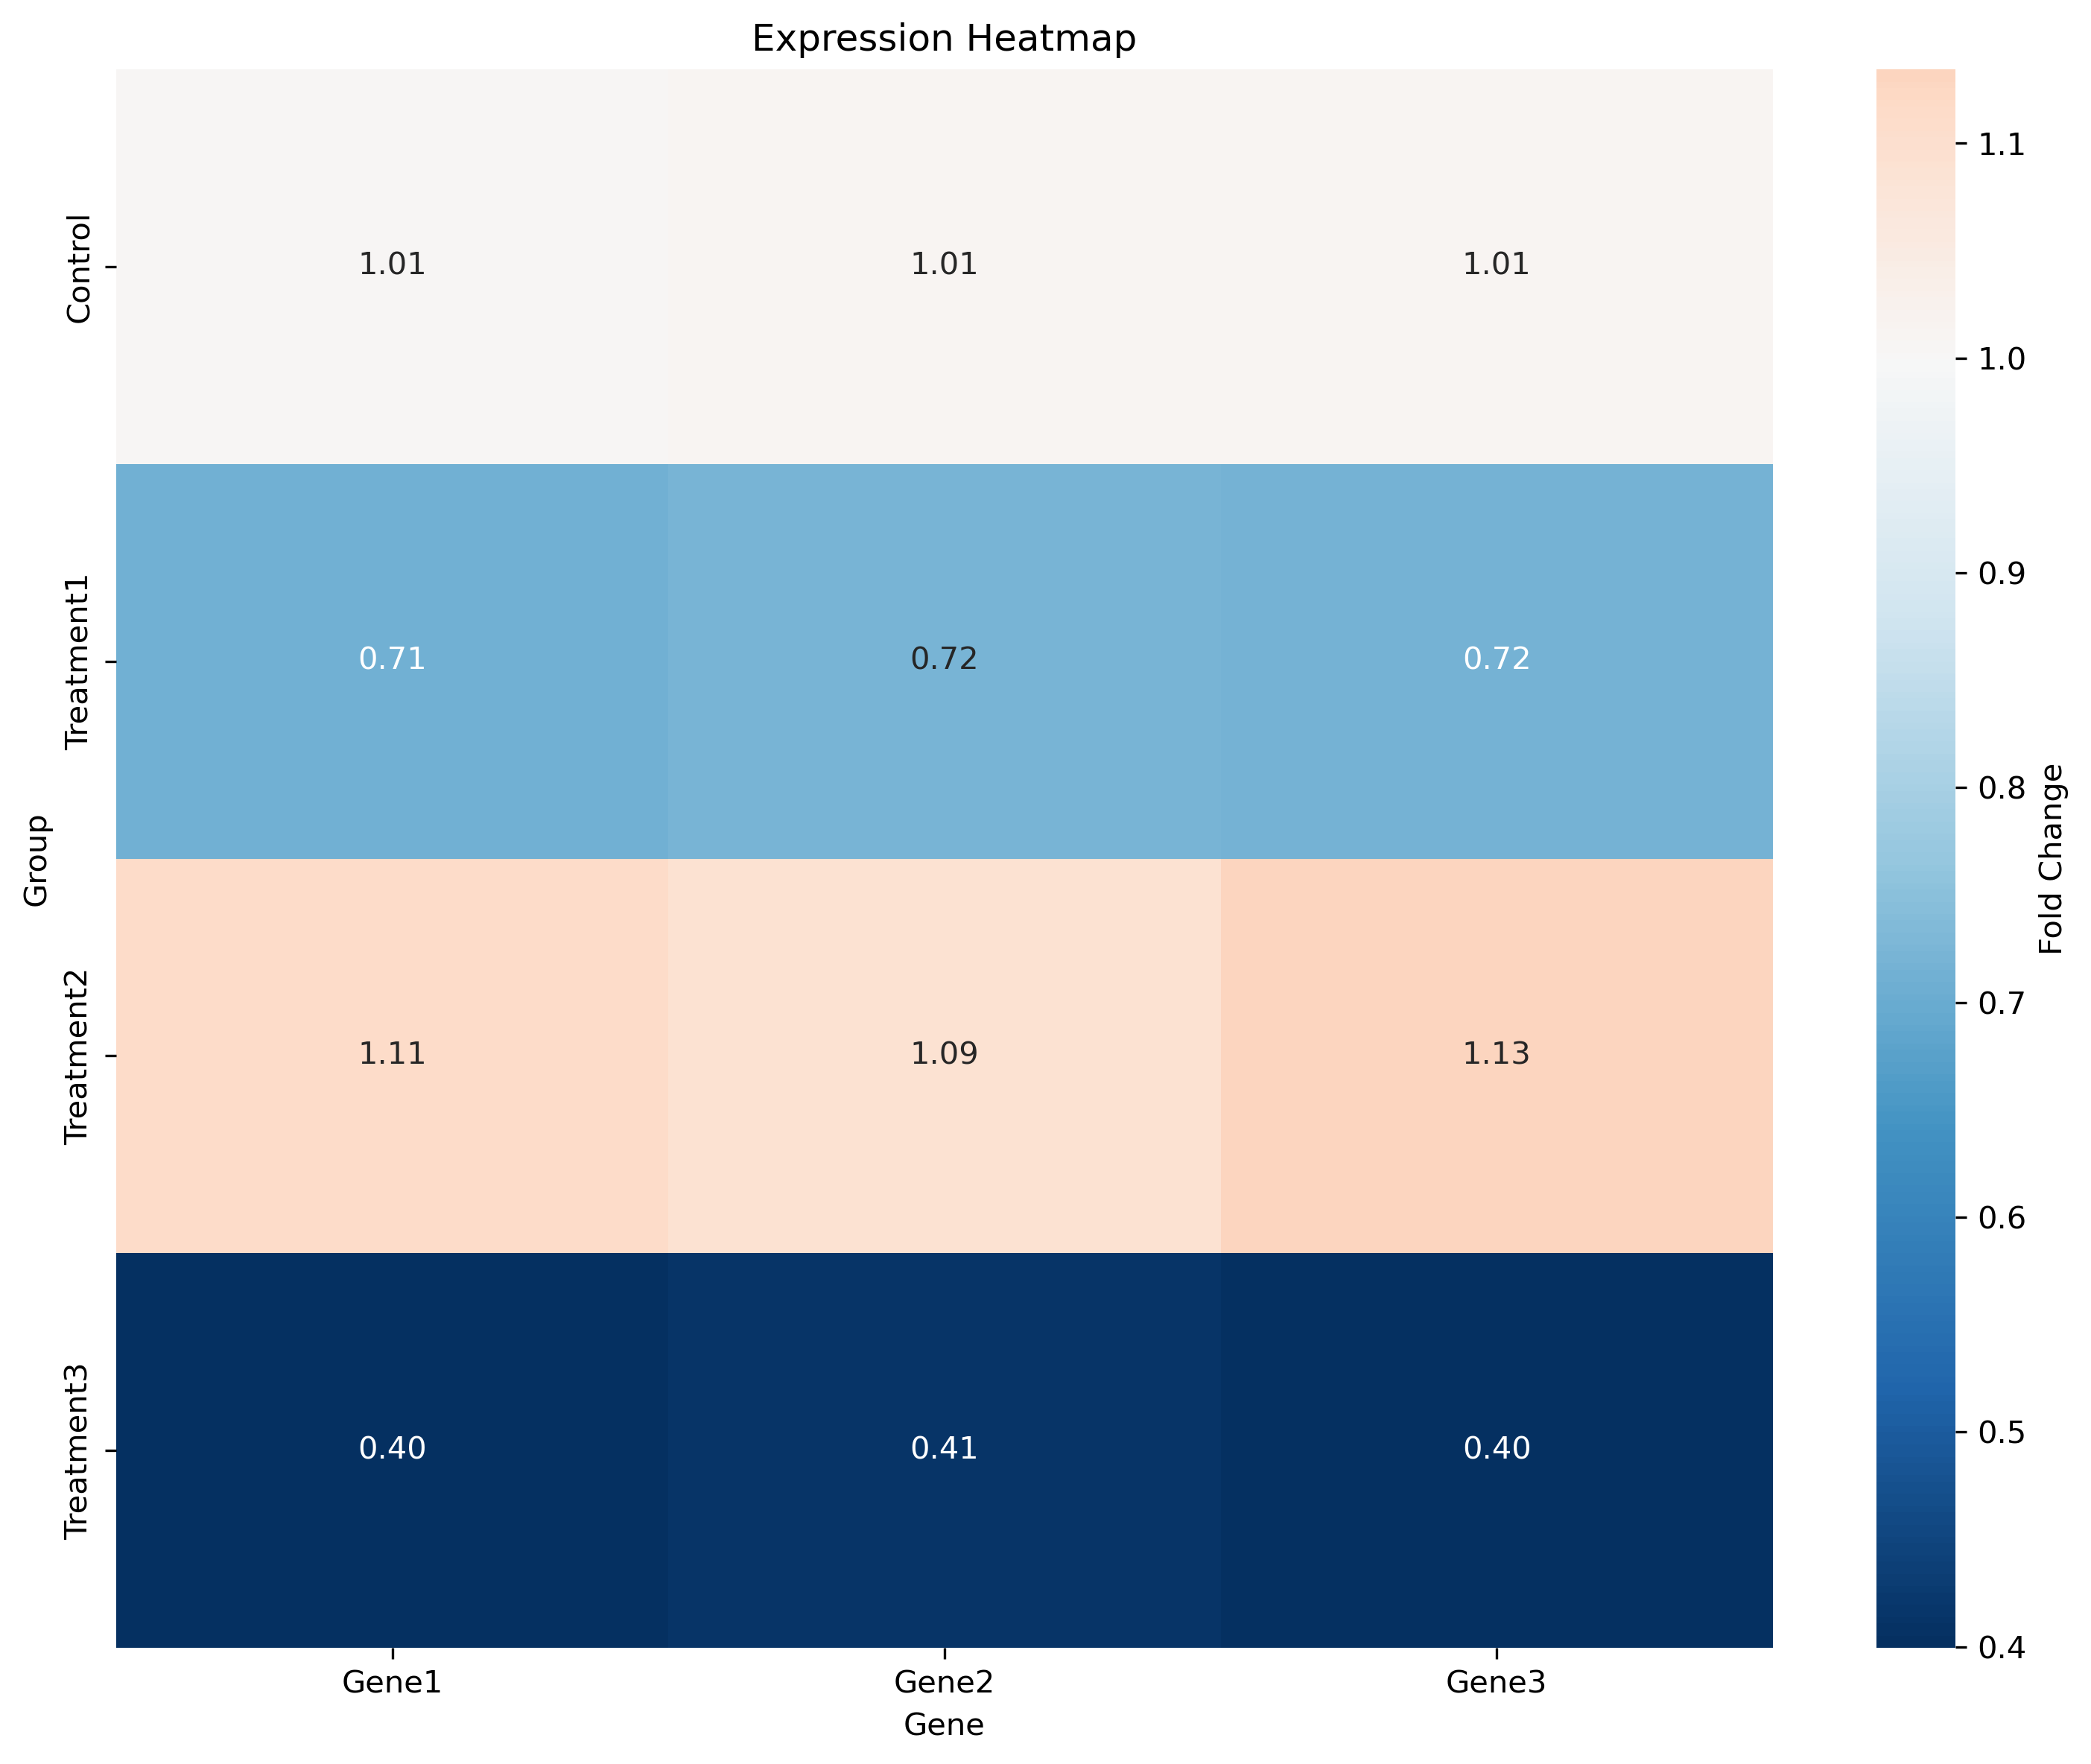 Expression Heatmap
Control
1.01 1.01 1.01
Treatment1
0.71 0.72 0.72
Treatment2
1.11 1.09 1.13
Treatment3
0.40 0.41 0.40
Group
Gene1 Gene2 Gene3
Gene
1.1
1.0
0.9
0.8
0.7
0.6
0.5
0.4
Fold Change